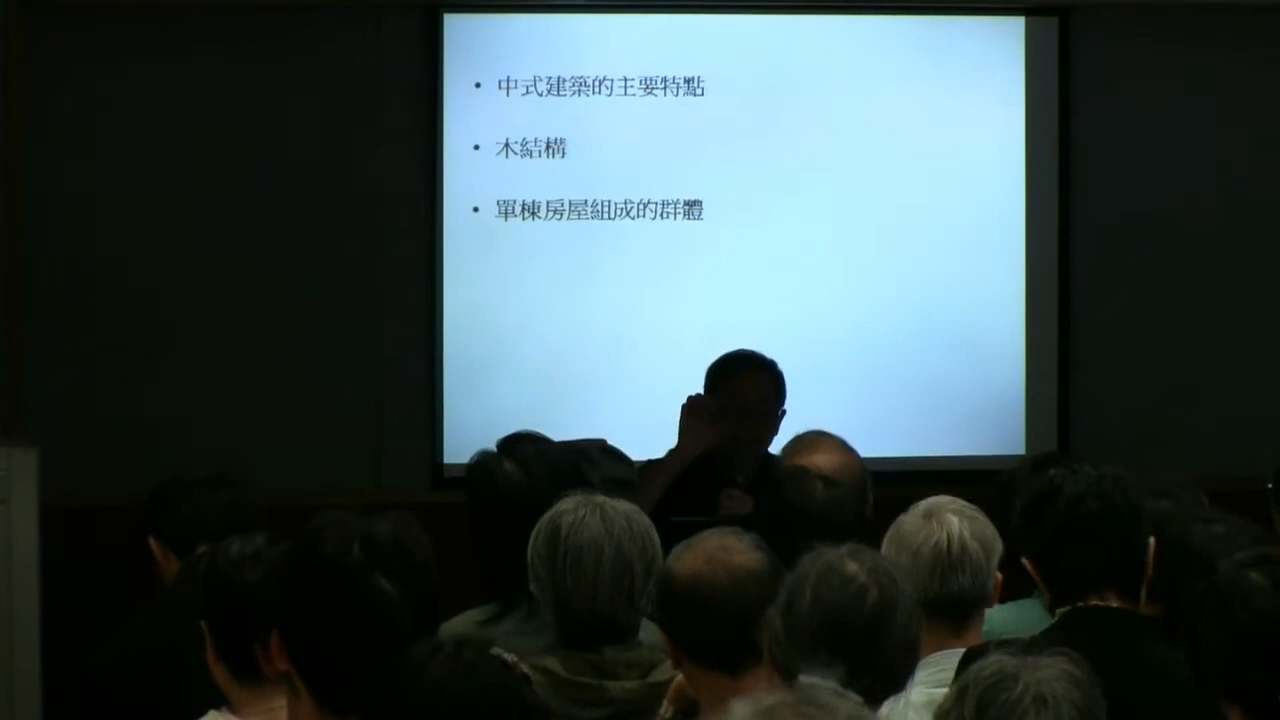 • 中式建築的主要特點
• 木結構
• 單棟房屋組成的群體